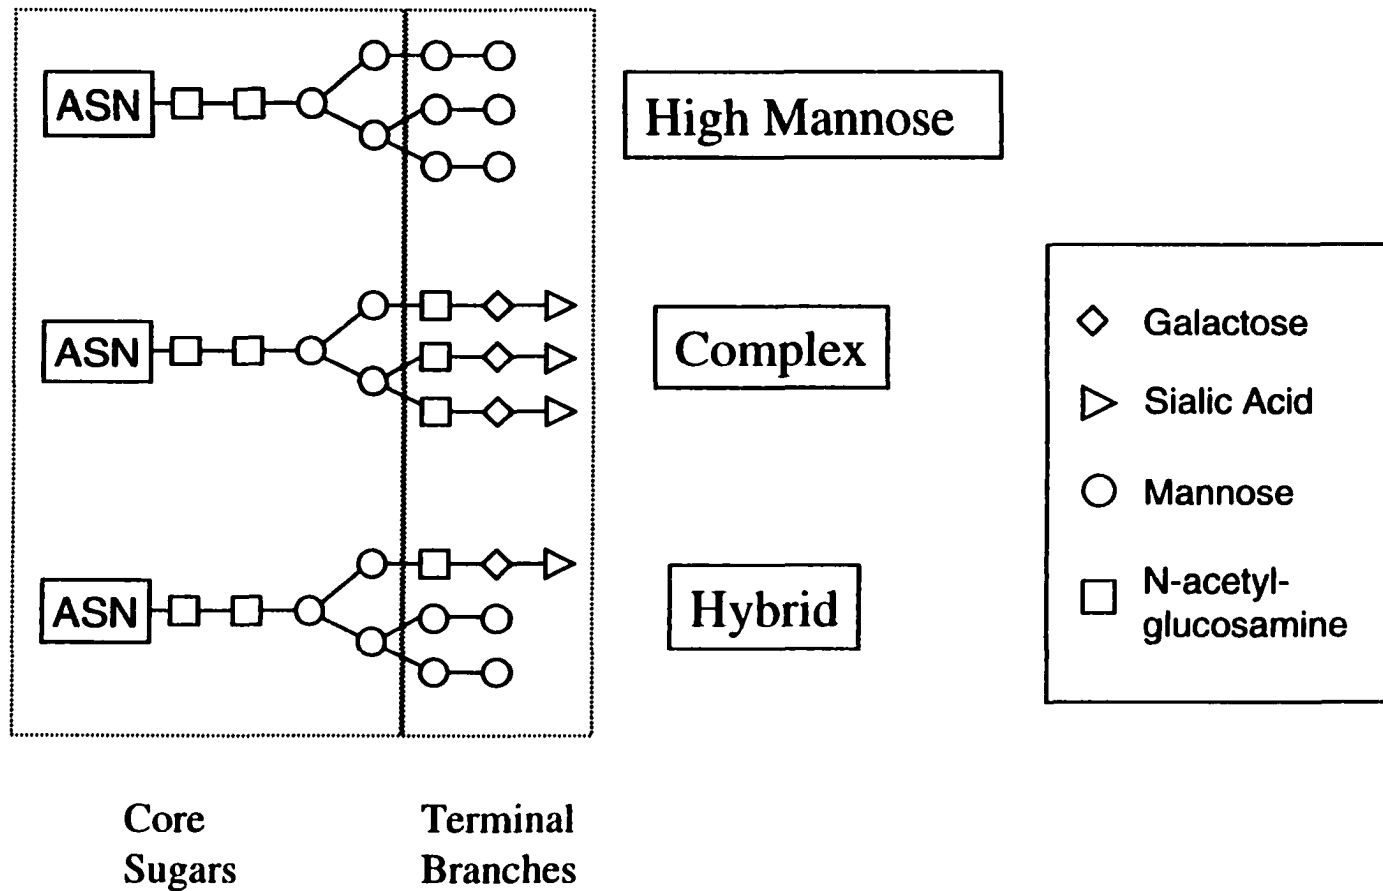 ASN
High Mannose
ASN
Complex
ASN
Hybrid
Galactose
Sialic Acid
Mannose
N-acetyl-
glucosamine
Core
Sugars
Terminal
Branches